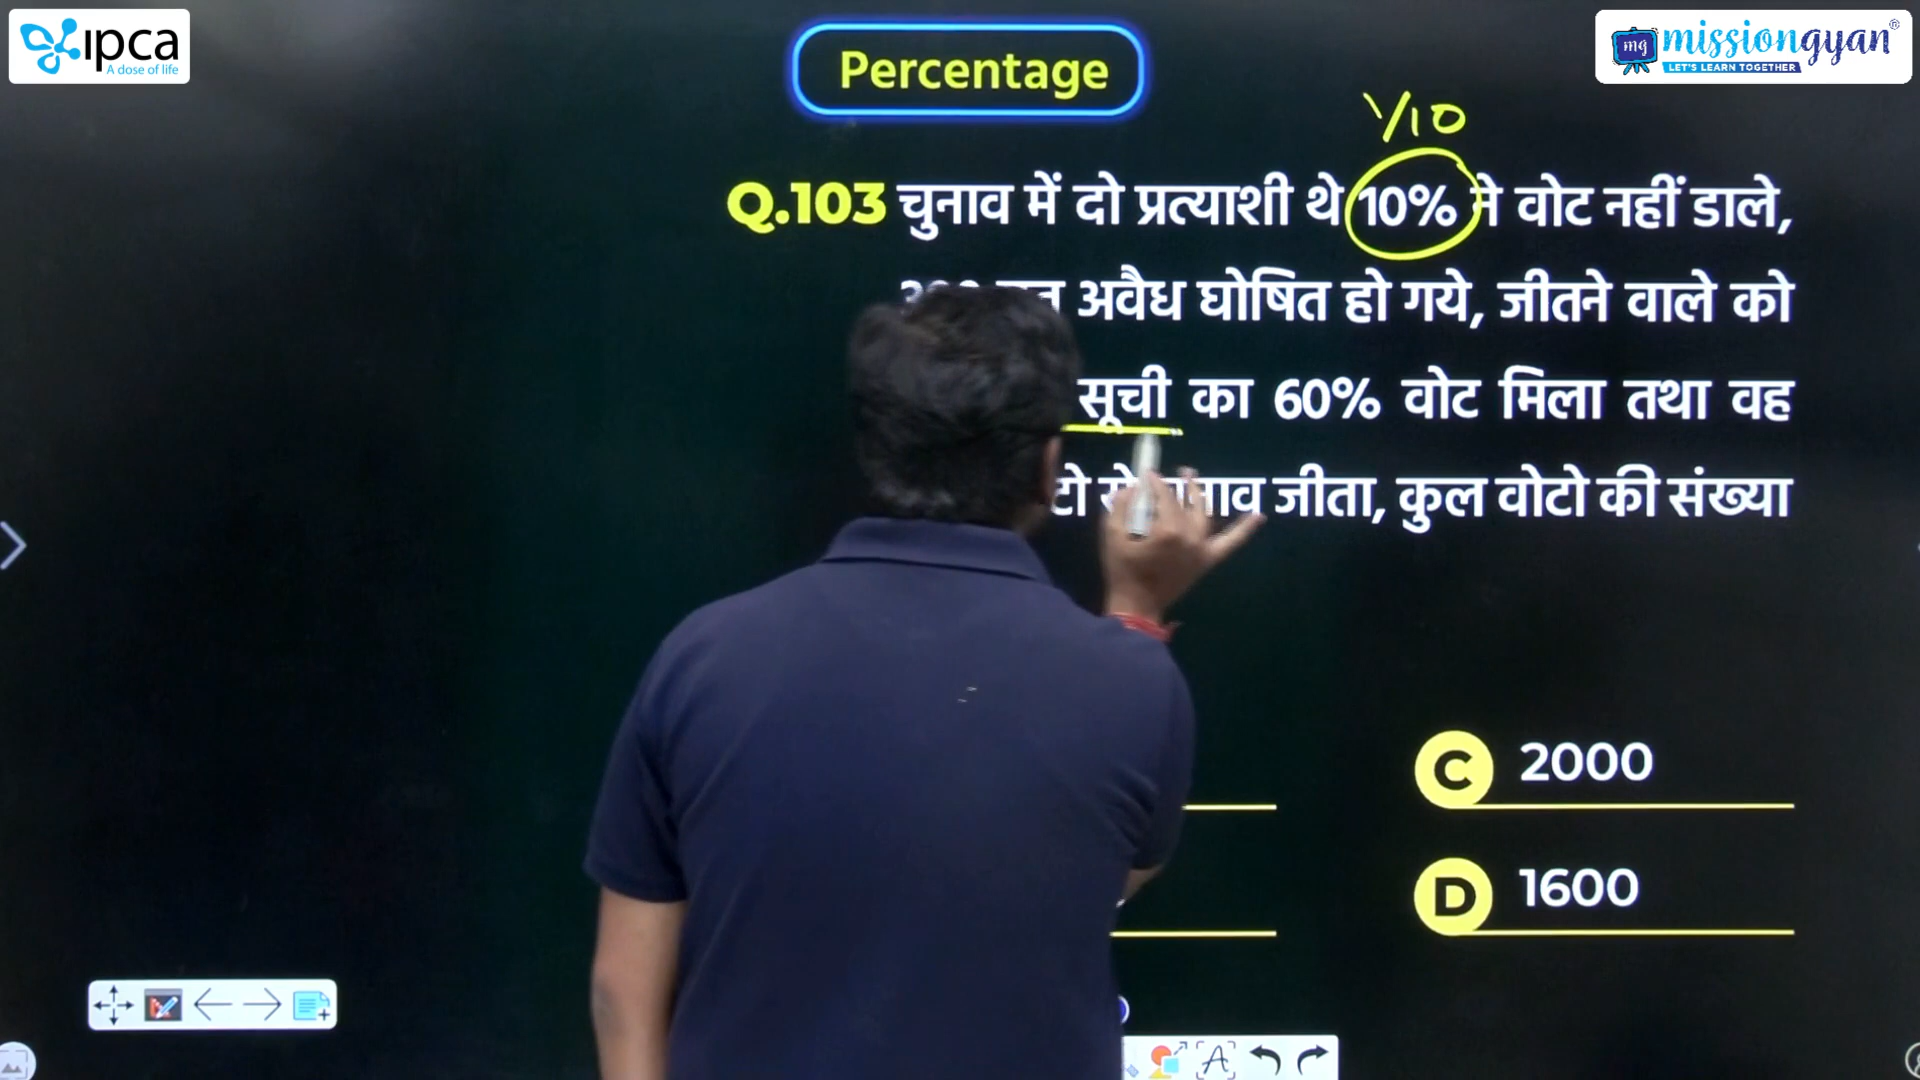 ipca
A dose of life
Percentage
mg missiongyan®
LET'S LEARN TOGETHER
1/10
Q.103 चुनाव में दो प्रत्याशी थे 10% ने वोट नहीं डाले,
अवैध घोषित हो गये, जीतने वाले को
सूची का 60% वोट मिला तथा वह
जीता, कुल वोटो की संख्या
C 2000
D 1600